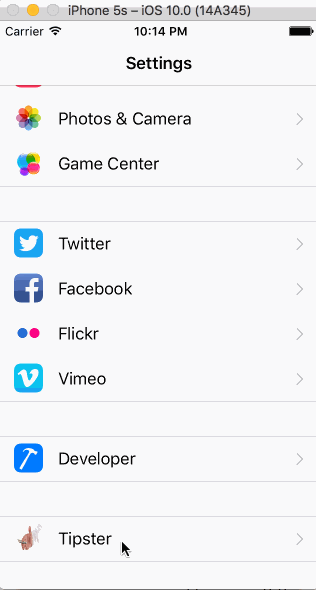 iPhone 5s – iOS 10.0 (14A345)
Carrier 10:14 PM
Settings
Photos & Camera
Game Center
Twitter
Facebook
Flickr
Vimeo
Developer
Tipster